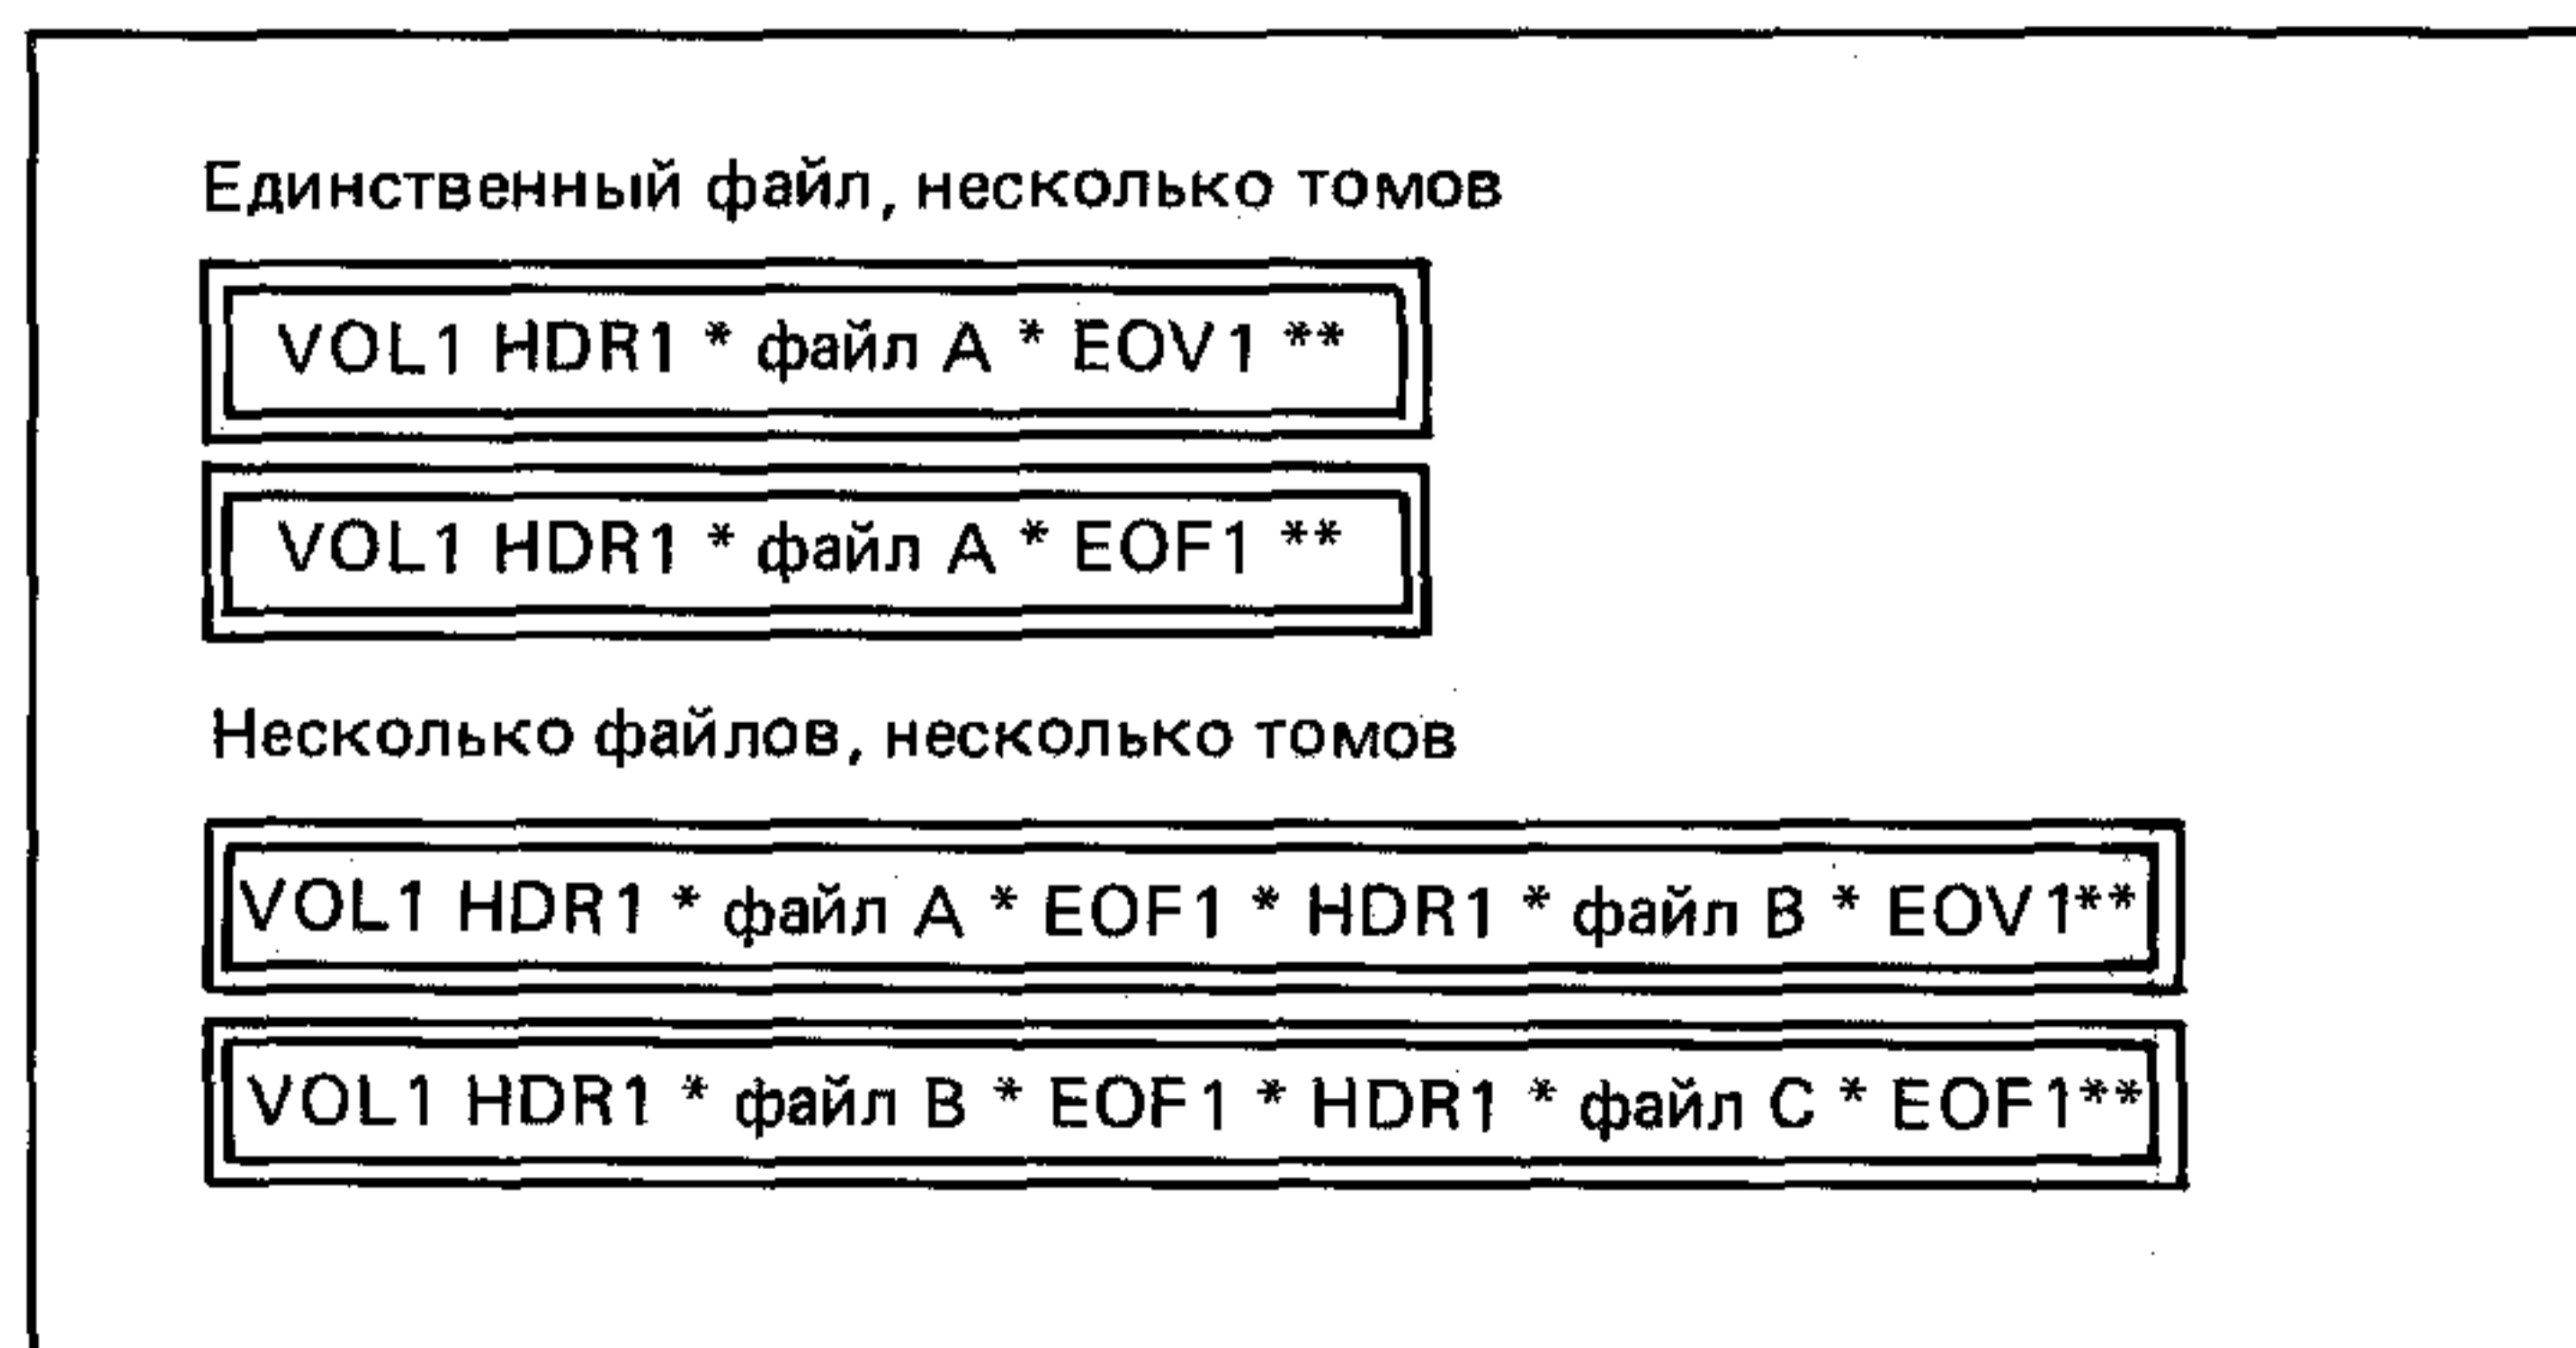 Единственный файл, несколько томов
VOL1 HDR1 * файл A * EOV1 **
VOL1 HDR1 * файл A * EOF1 **
Несколько файлов, несколько томов
VOL1 HDR1 * файл A * EOF1 * HDR1 * файл B * EOV1**
VOL1 HDR1 * файл B * EOF1 * HDR1 * файл C * EOF1**